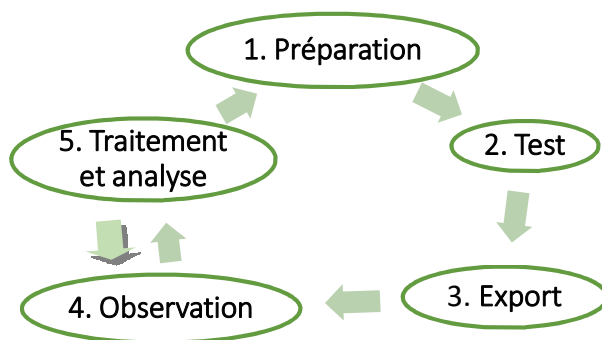 1. Préparation
2. Test
3. Export
4. Observation
5. Traitement
et analyse